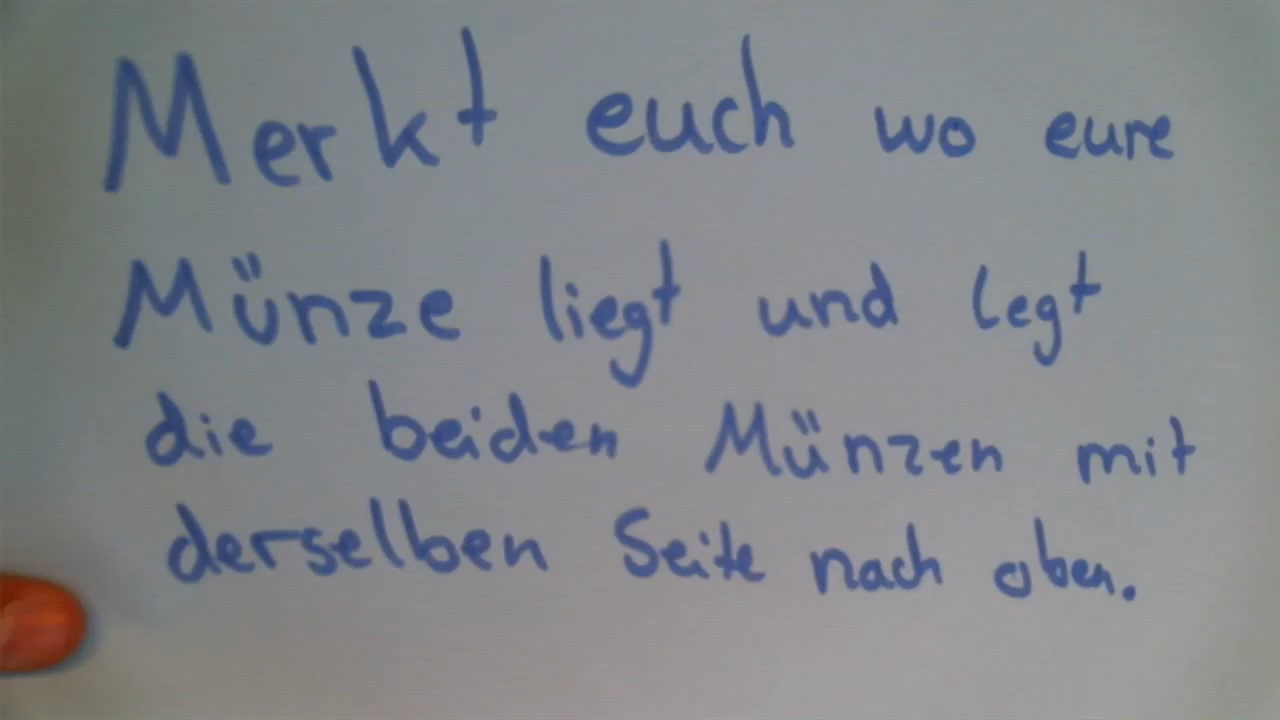 Merkt euch wo eure
Münze liegt und legt
die beiden Münzen mit
derselben Seite nach oben.